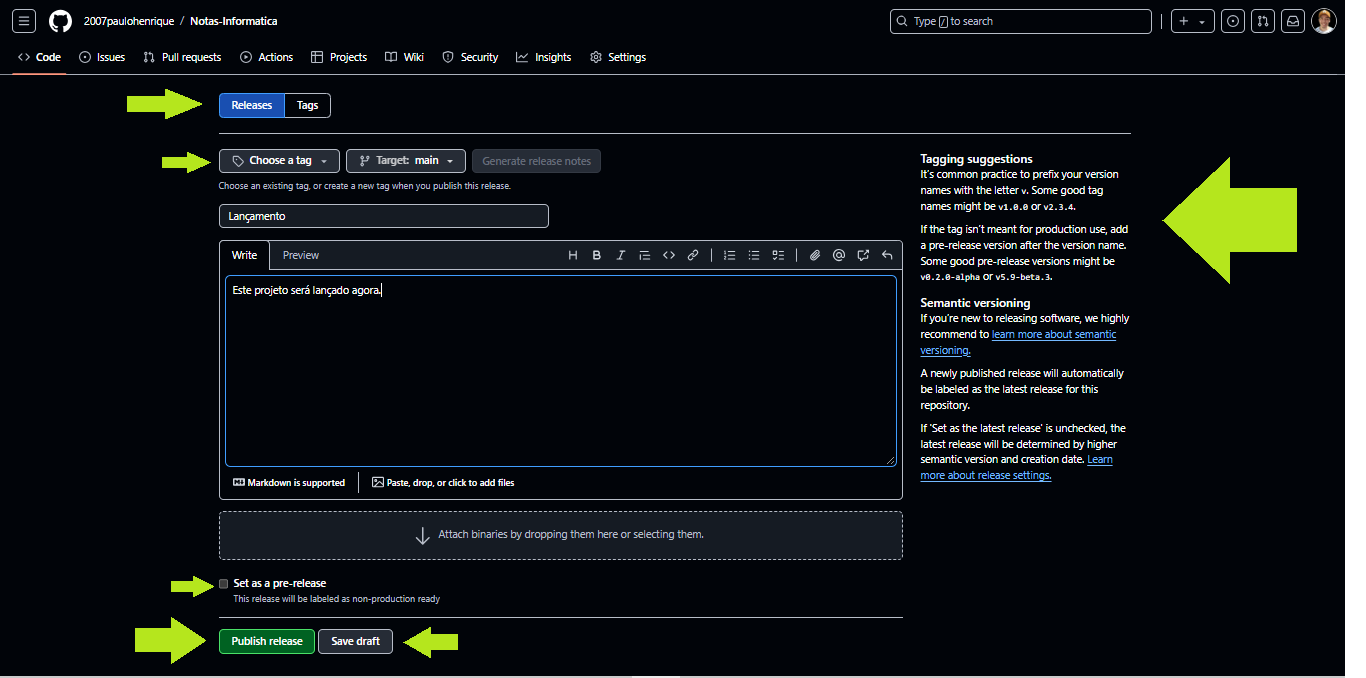 2007paulohenrique / Notas-Informatica
Type / to search
Code Issues Pull requests Actions Projects Wiki Security Insights Settings
Releases Tags
Choose a tag Target: main Generate release notes
Choose an existing tag, or create a new tag when you publish this release.
Lançamento
Write Preview
Este projeto será lançado agora.
Markdown is supported Paste, drop, or click to add files
Attach binaries by dropping them here or selecting them.
Set as a pre-release
This release will be labeled as non-production ready
Publish release Save draft
Tagging suggestions
It's common practice to prefix your version
names with the letter v. Some good tag
names might be v1.0.0 or v2.3.4.
If the tag isn't meant for production use, add
a pre-release version after the version name.
Some good pre-release versions might be
v0.2.0-alpha or v5.9-beta.3.
Semantic versioning
If you're new to releasing software, we highly
recommend to learn more about semantic
versioning.
A newly published release will automatically
be labeled as the latest release for this
repository.
If 'Set as the latest release' is unchecked, the
latest release will be determined by higher
semantic version and creation date. Learn
more about release settings.